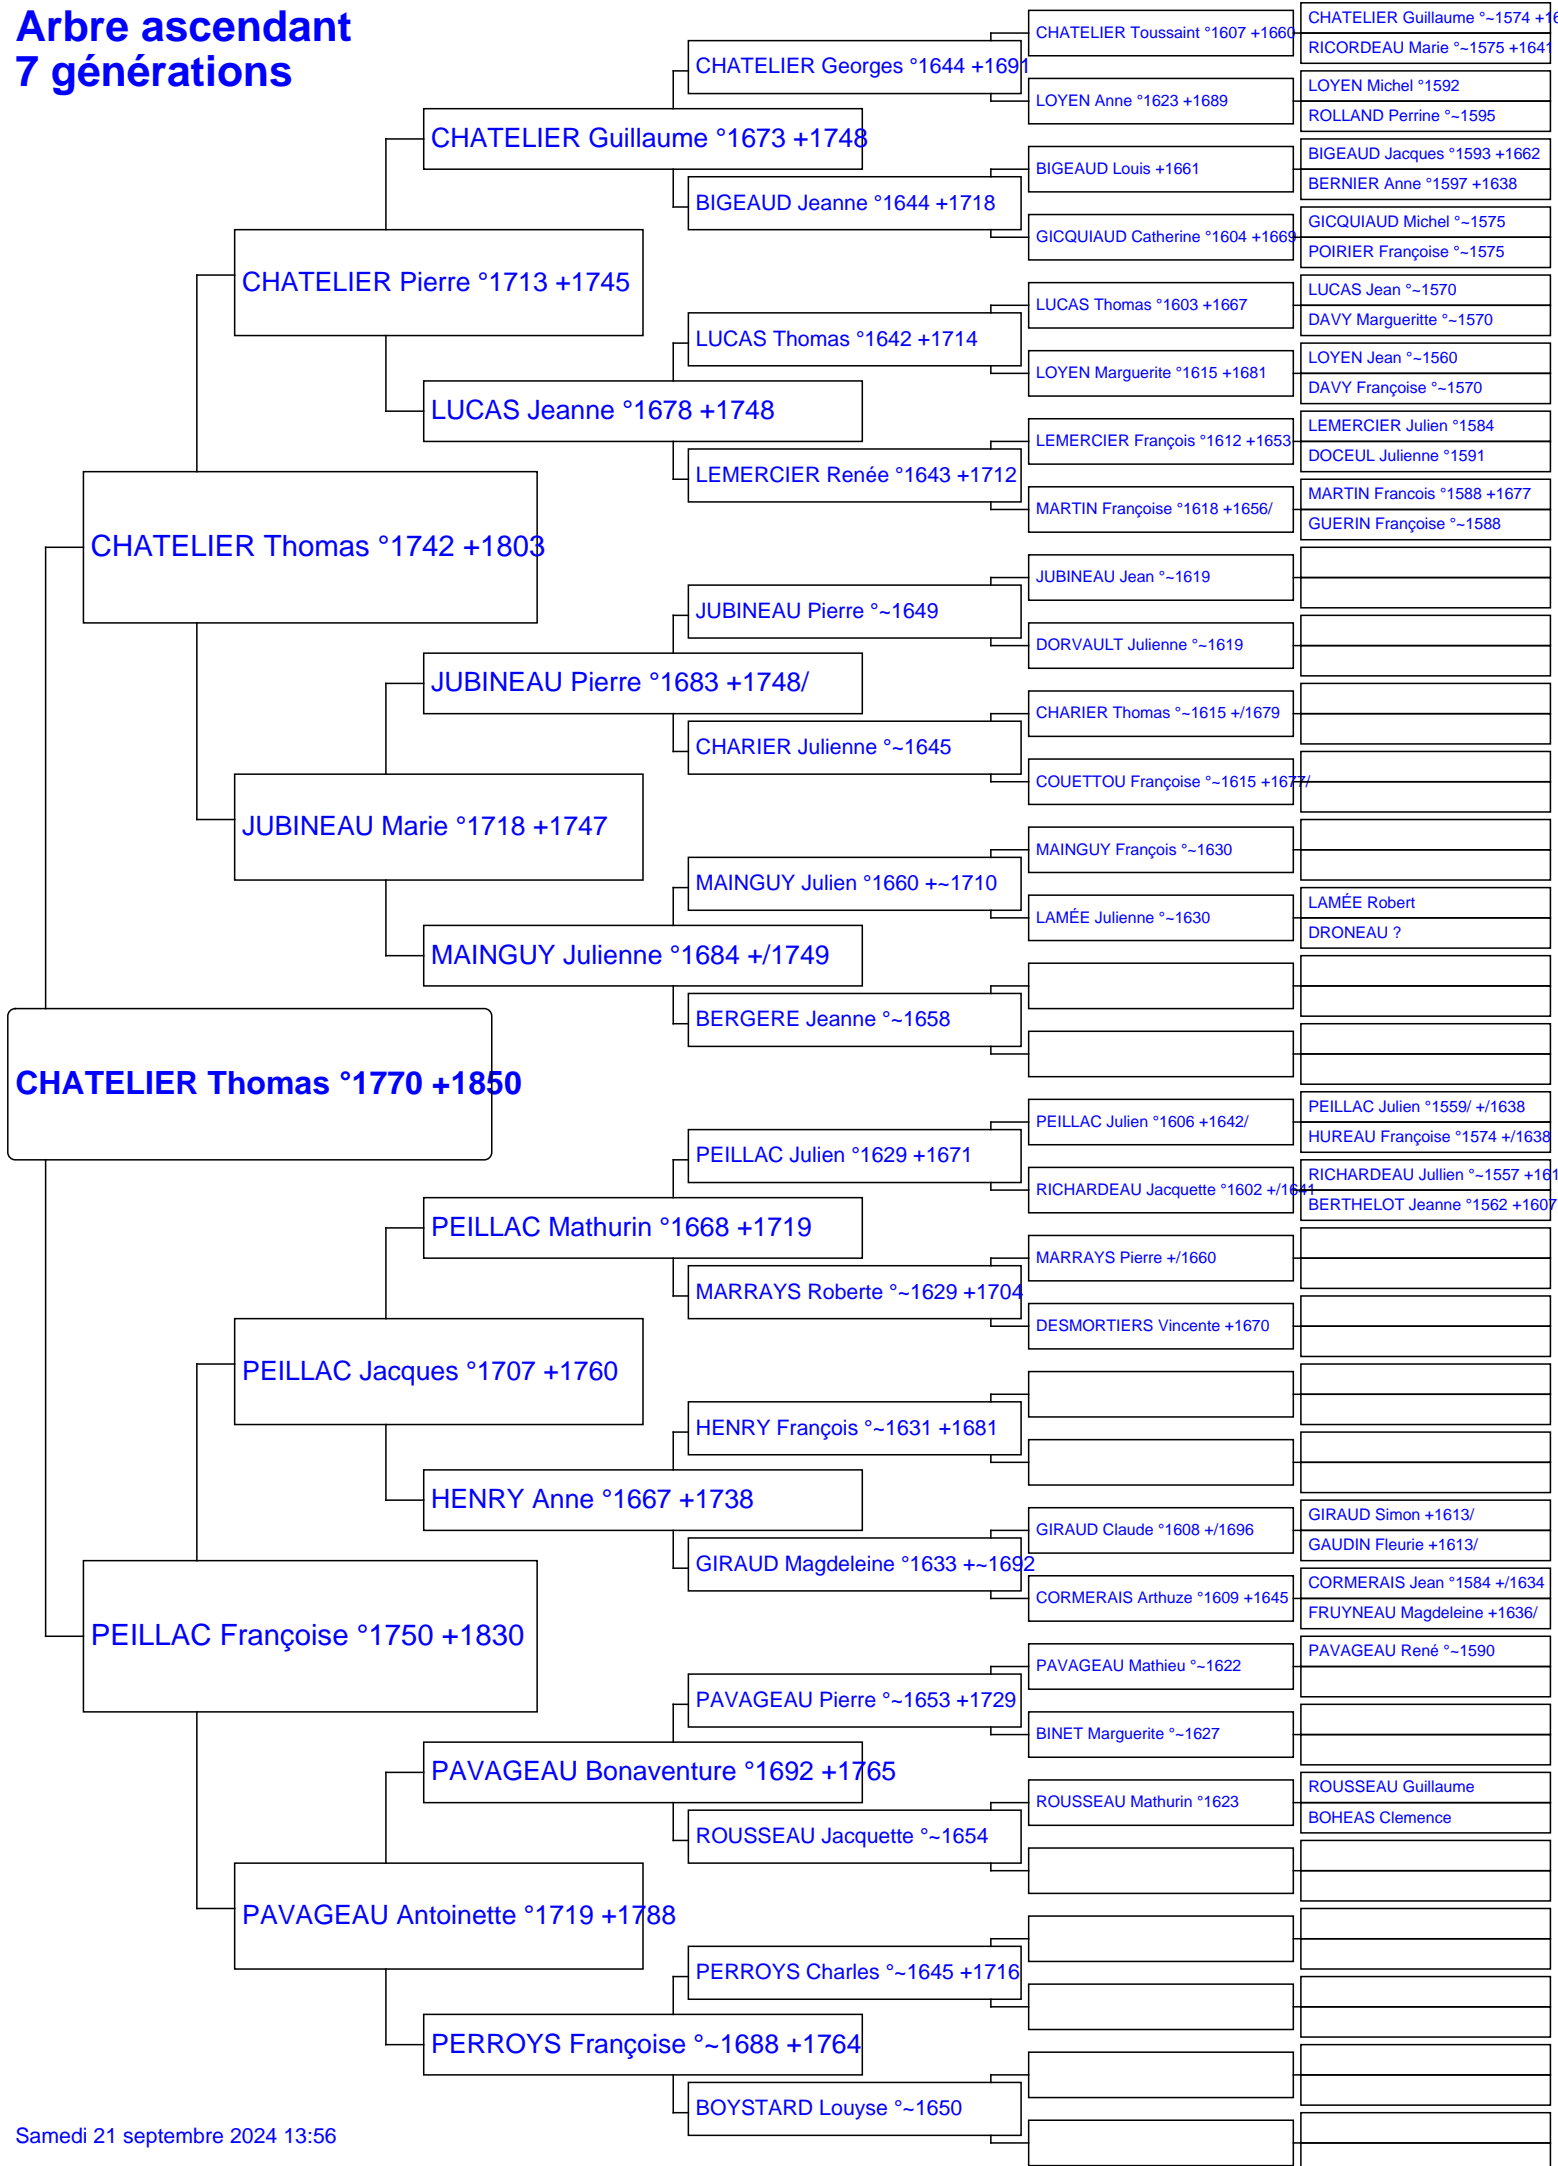 Arbre ascendant
7 générations
CHATELIER Thomas °1770 +1850
CHATELIER Thomas °1742 +1803
PEILLAC Françoise °1750 +1830
CHATELIER Pierre °1713 +1745
JUBINEAU Marie °1718 +1747
PEILLAC Jacques °1707 +1760
PAVAGEAU Antoinette °1719 +1788
CHATELIER Guillaume °1673 +1748
LUCAS Jeanne °1678 +1748
JUBINEAU Pierre °1683 +1748/
MAINGUY Julienne °1684 +/1749
PEILLAC Mathurin °1668 +1719
HENRY Anne °1667 +1738
PAVAGEAU Bonaventure °1692 +1765
PERROYS Françoise °~1688 +1764
CHATELIER Georges °1644 +1691
BIGEAUD Jeanne °1644 +1718
LUCAS Thomas °1642 +1714
LEMERCIER Renée °1643 +1712
JUBINEAU Pierre °~1649
CHARIER Julienne °~1645
MAINGUY Julien °1660 +~1710
BERGERE Jeanne °~1658
PEILLAC Julien °1629 +1671
MARRAYS Roberte °~1629 +1704
HENRY François °~1631 +1681
GIRAUD Magdeleine °1633 +~1692
PAVAGEAU Pierre °~1653 +1729
ROUSSEAU Jacquette °~1654
PERROYS Charles °~1645 +1716
BOYSTARD Louyse °~1650
CHATELIER Toussaint °1607 +1660
LOYEN Anne °1623 +1689
BIGEAUD Louis +1661
GICQUIAUD Catherine °1604 +1669
LUCAS Thomas °1603 +1667
LOYEN Marguerite °1615 +1681
LEMERCIER François °1612 +1653
MARTIN Françoise °1618 +1656/
JUBINEAU Jean °~1619
DORVAULT Julienne °~1619
CHARIER Thomas °~1615 +/1679
COUETTOU Françoise °~1615 +1677/
MAINGUY François °~1630
LAMÉE Julienne °~1630
PEILLAC Julien °1606 +1642/
RICHARDEAU Jacquette °1602 +/1641
MARRAYS Pierre +/1660
DESMORTIERS Vincente +1670
GIRAUD Claude °1608 +/1696
CORMERAIS Arthuze °1609 +1645
PAVAGEAU Mathieu °~1622
BINET Marguerite °~1627
ROUSSEAU Mathurin °1623
CHATELIER Guillaume °~1574 +16
RICORDEAU Marie °~1575 +1641
LOYEN Michel °1592
ROLLAND Perrine °~1595
BIGEAUD Jacques °1593 +1662
BERNIER Anne °1597 +1638
GICQUIAUD Michel °~1575
POIRIER Françoise °~1575
LUCAS Jean °~1570
DAVY Margueritte °~1570
LOYEN Jean °~1560
DAVY Françoise °~1570
LEMERCIER Julien °1584
DOCEUL Julienne °1591
MARTIN Francois °1588 +1677
GUERIN Françoise °~1588
LAMÉE Robert
DRONEAU ?
PEILLAC Julien °1559/ +/1638
HUREAU Françoise °1574 +/1638
RICHARDEAU Jullien °~1557 +161
BERTHELOT Jeanne °1562 +1607
GIRAUD Simon +1613/
GAUDIN Fleurie +1613/
CORMERAIS Jean °1584 +/1634
FRUYNEAU Magdeleine +1636/
PAVAGEAU René °~1590
ROUSSEAU Guillaume
BOHEAS Clemence
Samedi 21 septembre 2024 13:56